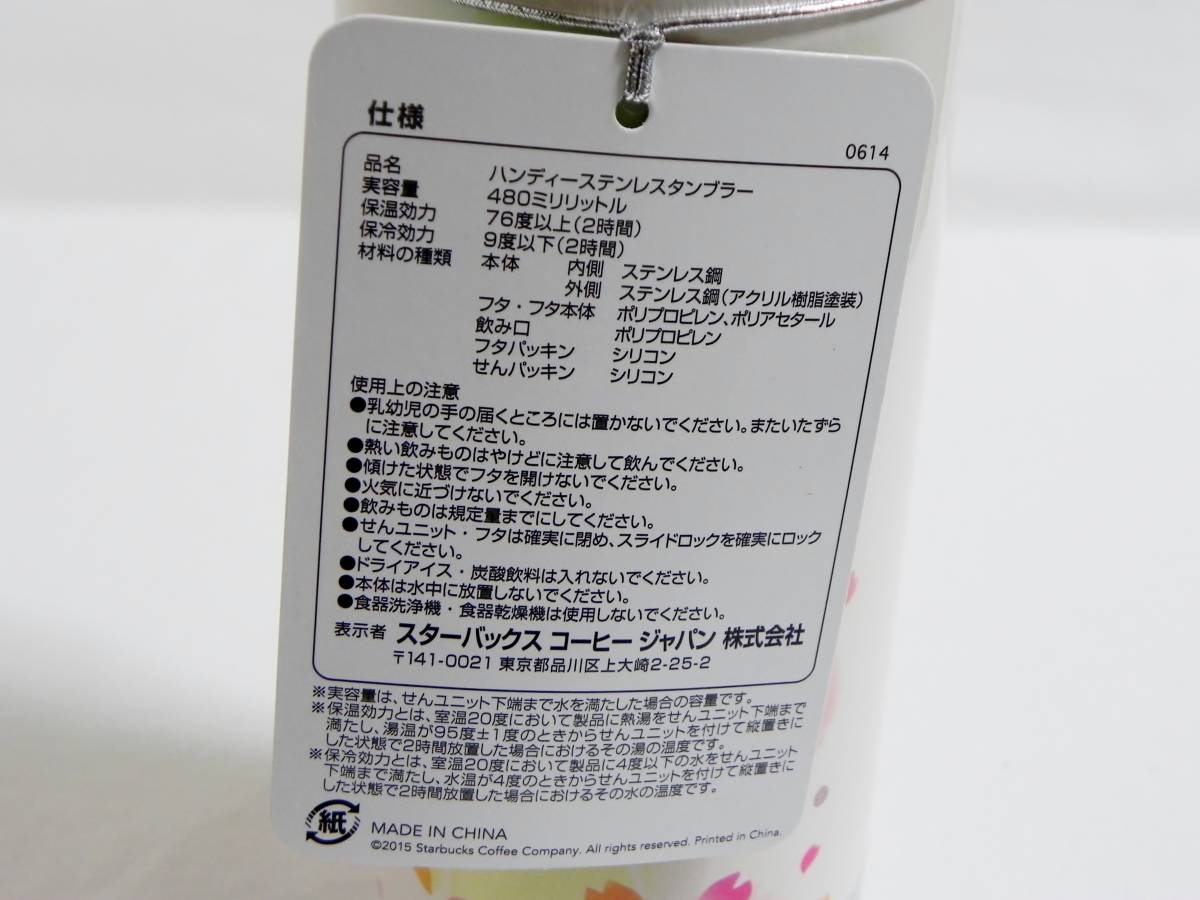 仕様
0614
品名 ハンディーステンレスタンブラー
実容量 480ミリリットル
保温効力 76度以上(2時間)
保冷効力 9度以下(2時間)
材料の種類 本体 内側 ステンレス鋼
外側 ステンレス鋼(アクリル樹脂塗装)
フタ・フタ本体 ポリプロピレン、ポリアセタール
飲み口 ポリプロピレン
フタパッキン シリコン
せんパッキン シリコン
使用上の注意
●乳幼児の手の届くところには置かないでください。またいたずら
に注意してください。
●熱い飲みものはやけどに注意して飲んでください。
●傾けた状態でフタを開けないでください。
●火気に近づけないでください。
●飲みものは規定量までにしてください。
●せんユニット・フタは確実に閉め、スライドロックを確実にロック
してください。
●ドライアイス・炭酸飲料は入れないでください。
●本体は水中に放置しないでください。
●食器洗浄機・食器乾燥機は使用しないでください。
表示者 スターバックス コーヒー ジャパン 株式会社
〒141-0021 東京都品川区上大崎2-25-2
※実容量は、せんユニット下端まで水を満たした場合の容量です。
※保温効力とは、室温20度において製品に熱湯をせんユニット下端まで
満たし、湯温が95度±1度のときからせんユニットを付けて縦置きに
した状態で2時間放置した場合におけるその湯の温度です。
※保冷効力とは、室温20度において製品に4度以下の水をせんユニット
下端まで満たし、水温が4度のときからせんユニットを付けて縦置きに
した状態で2時間放置した場合におけるその水の温度です。
紙
MADE IN CHINA
©2015 Starbucks Coffee Company. All rights reserved. Printed in China.